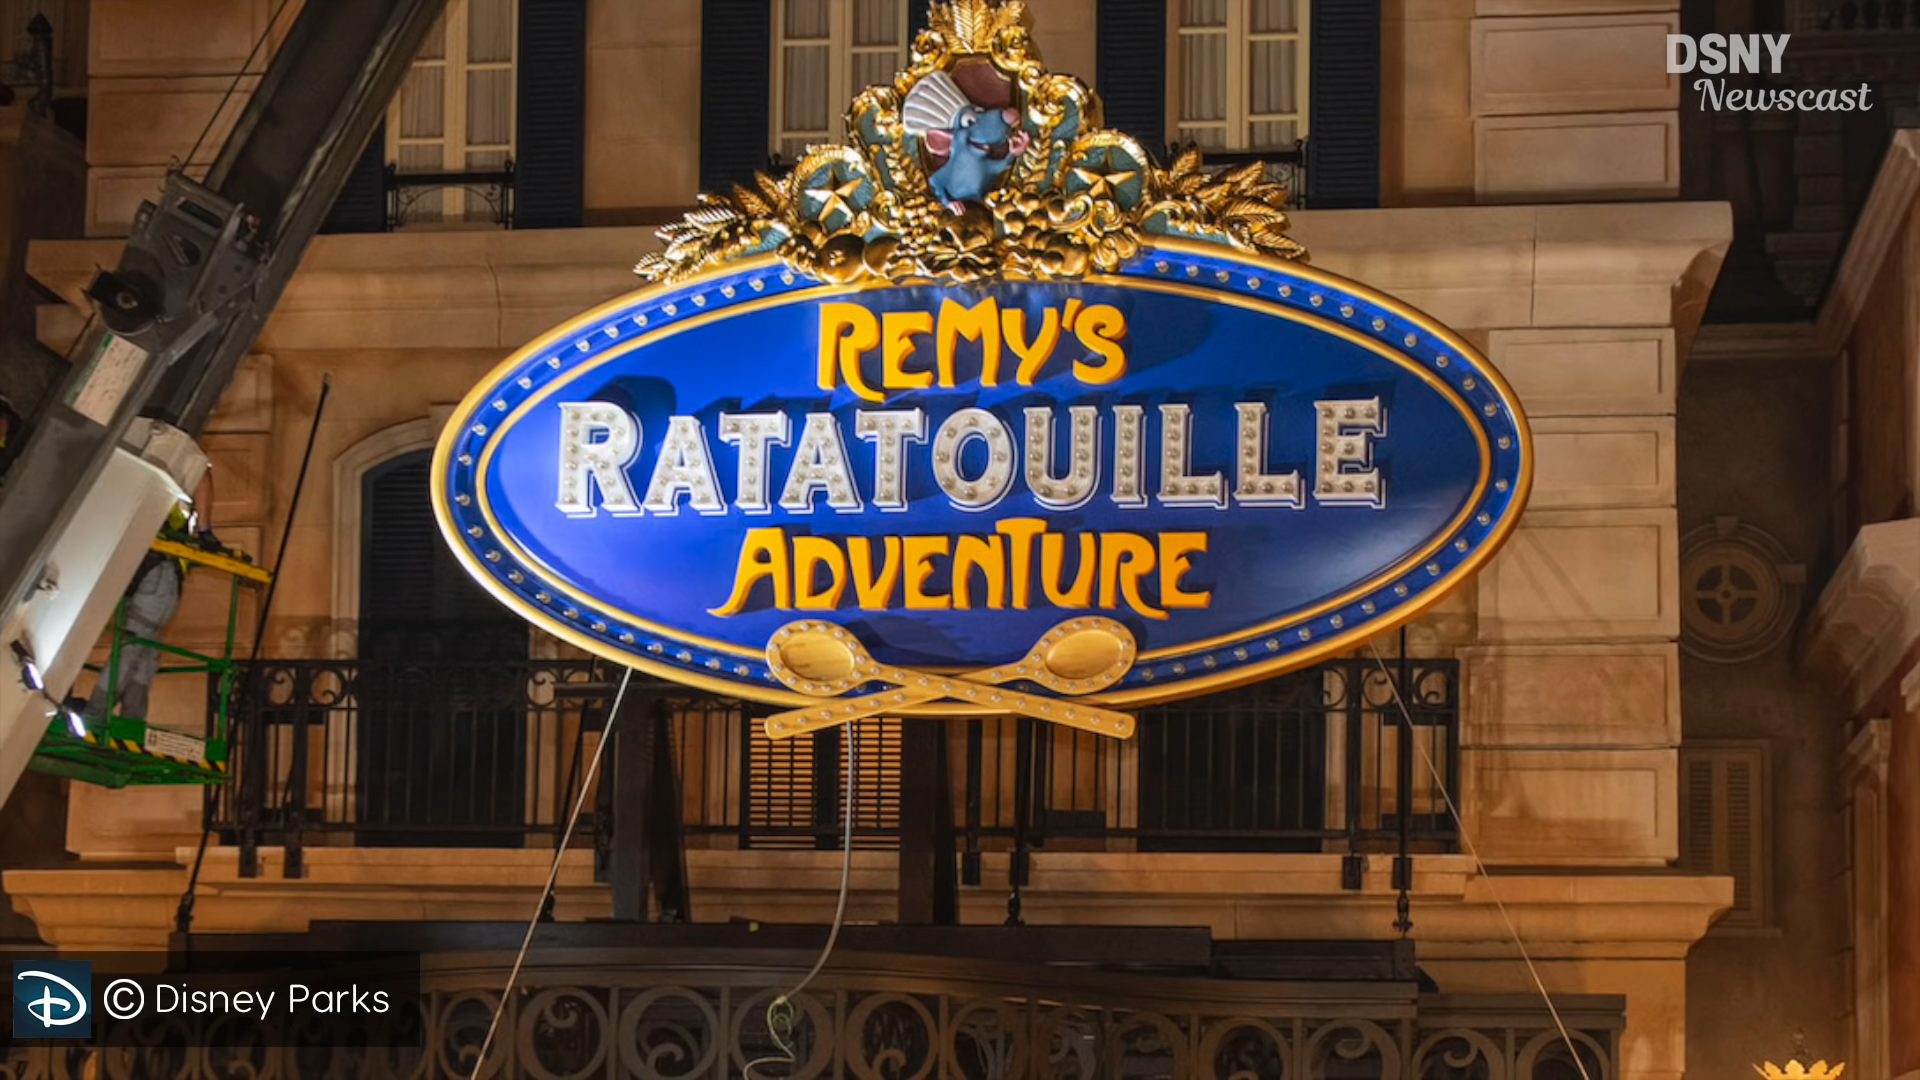 DSNY
Newscast
REMY'S
RATATOUILLE
ADVENTURE
© Disney Parks